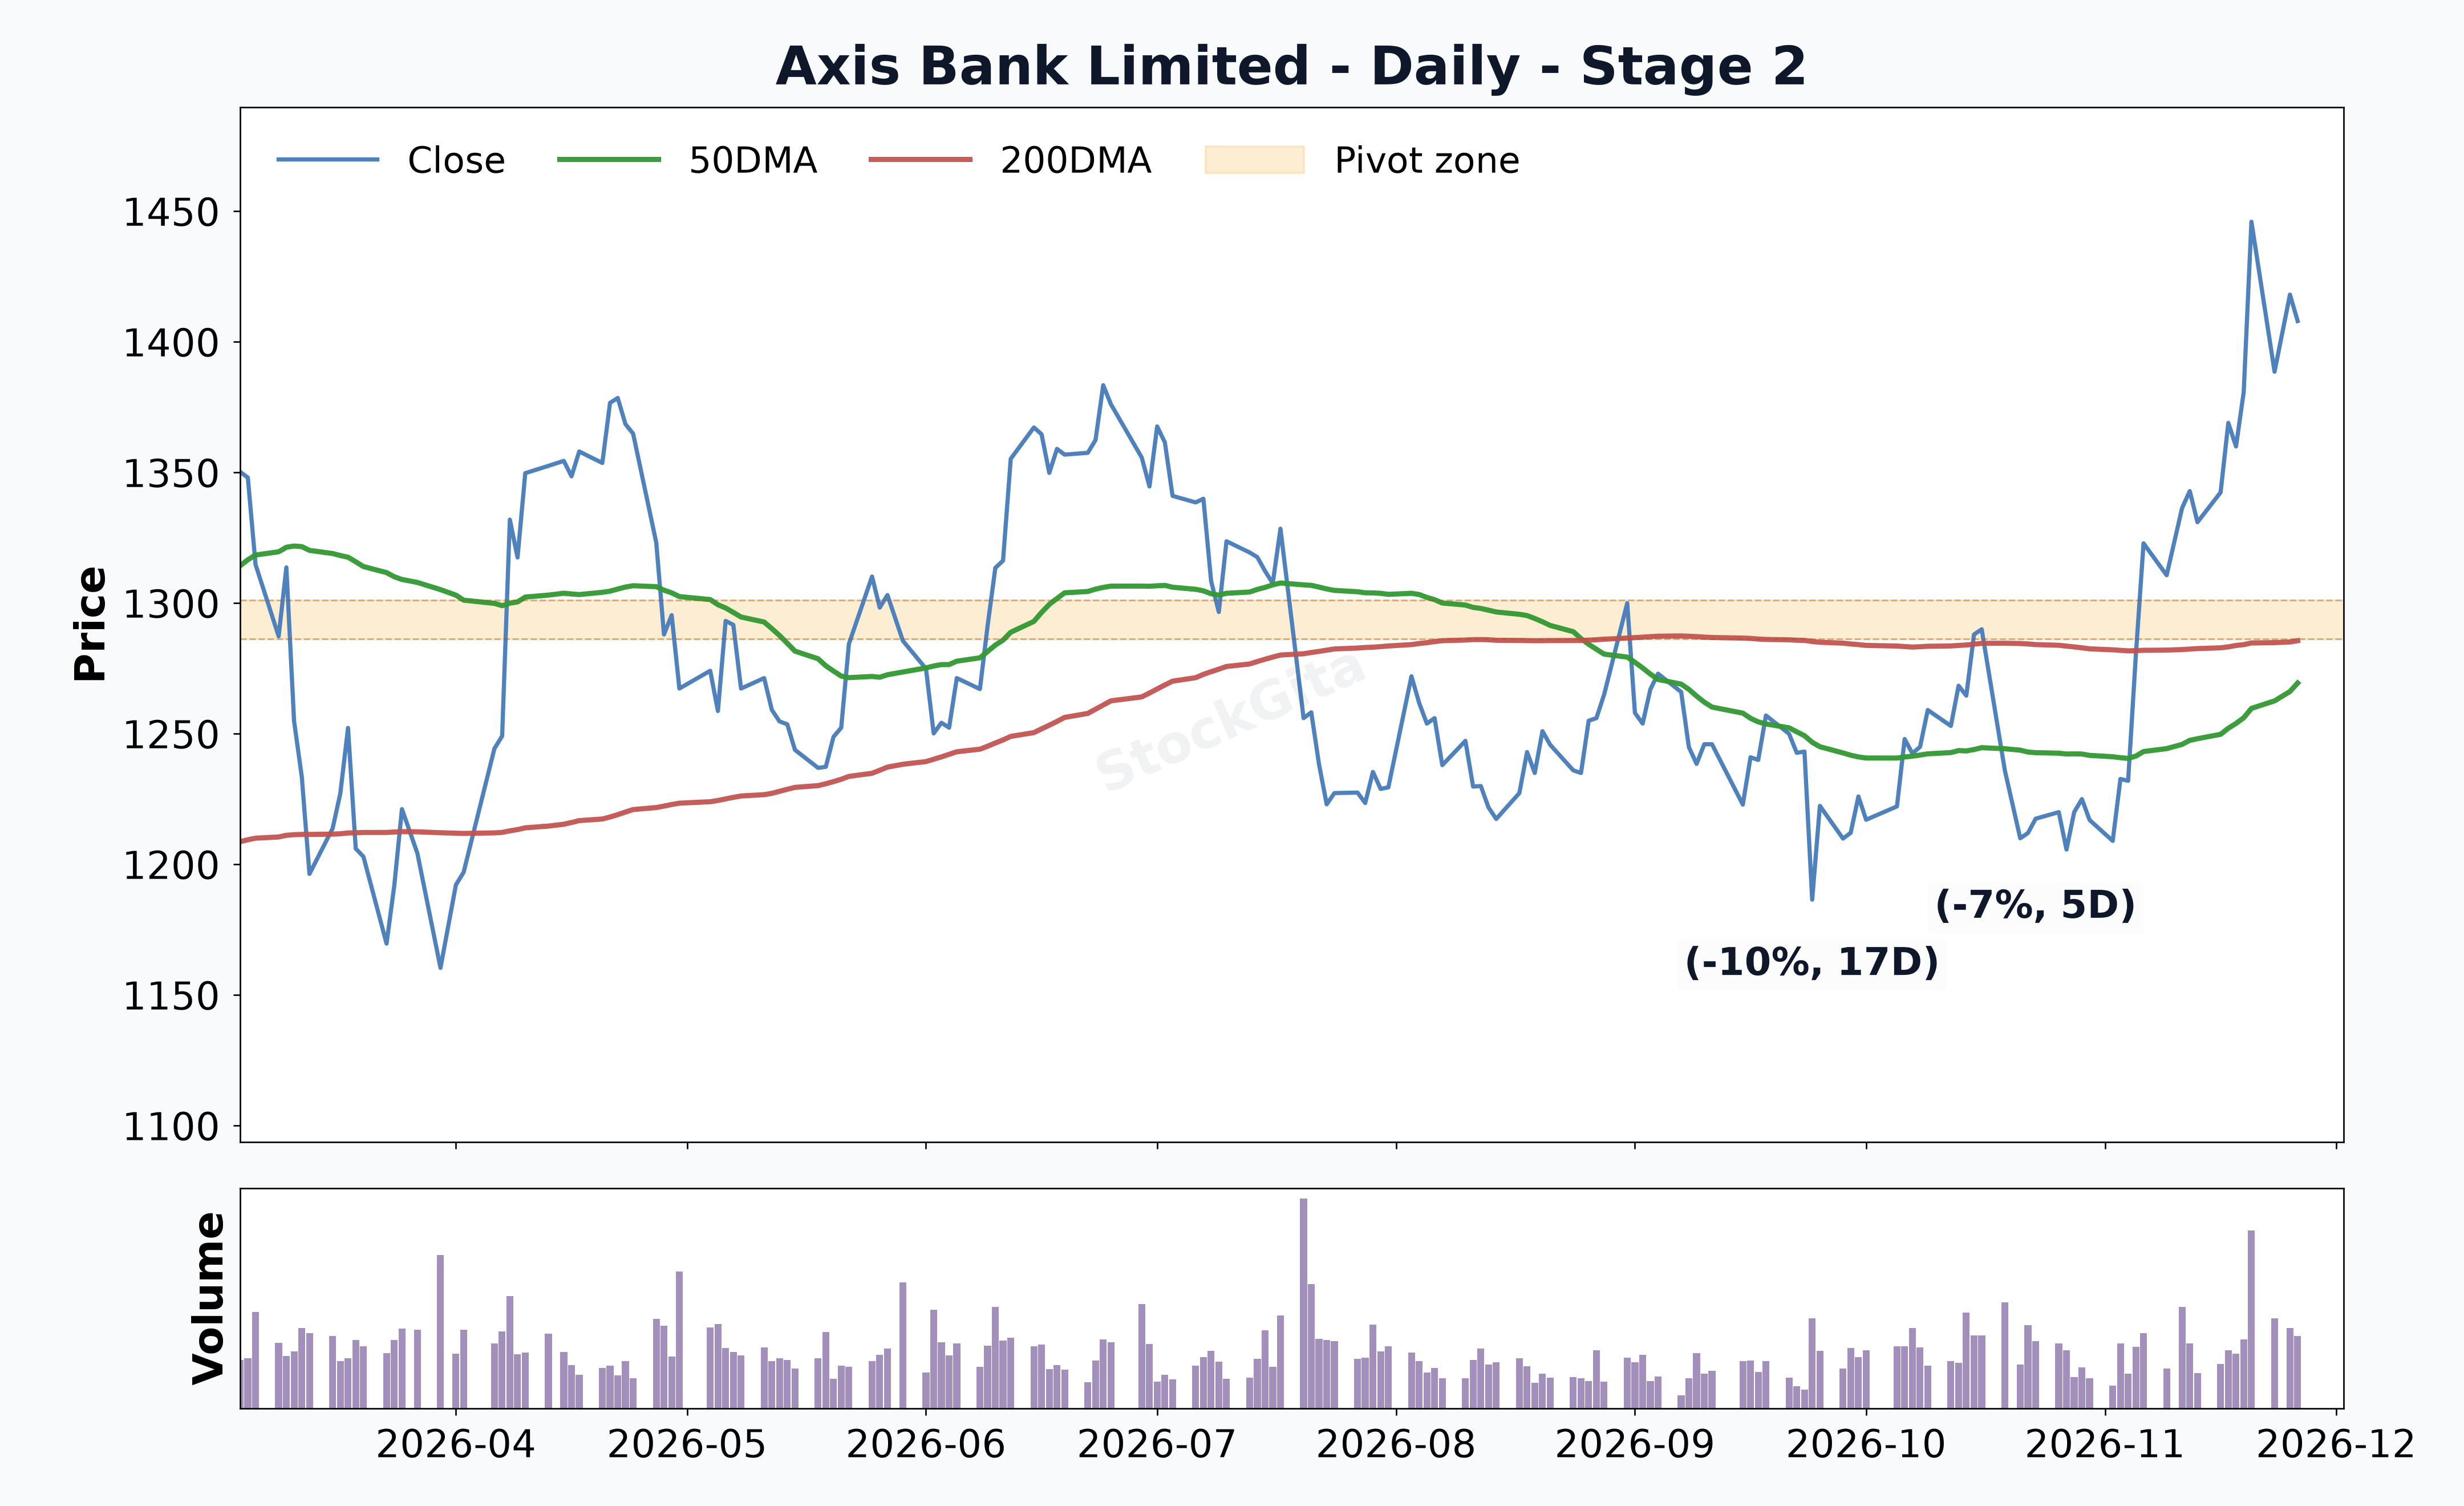 Axis Bank Limited - Daily - Stage 2
Close 50DMA 200DMA Pivot zone
Price
1450
1400
1350
1300
1250
1200
1150
1100
StockGita
(-7%, 5D)
(-10%, 17D)
Volume
2026-04 2026-05 2026-06 2026-07 2026-08 2026-09 2026-10 2026-11 2026-12